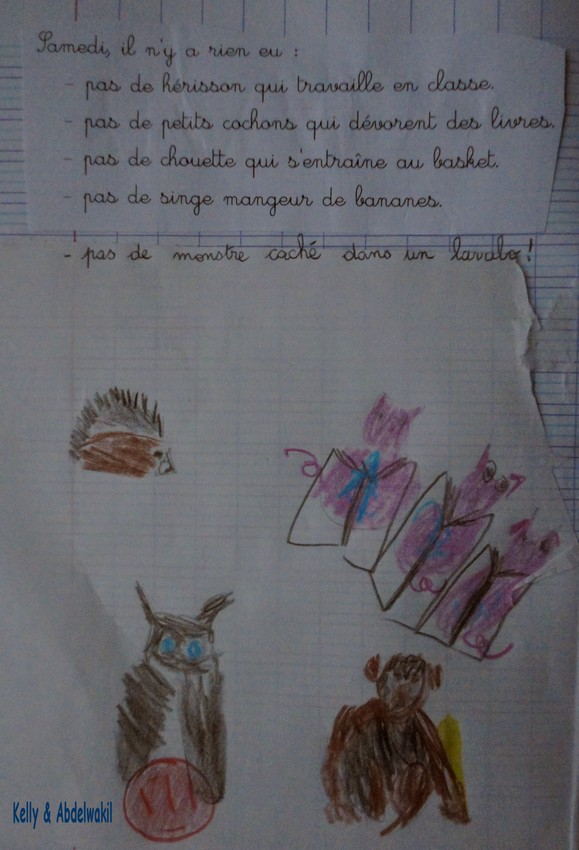 Samedi, il n'y a rien eu :
- pas de hérisson qui travaille en classe.
- pas de petits cochons qui dévorent des livres.
- pas de chouette qui s'entraîne au basket.
- pas de singe mangeur de bananes.
- pas de monstre caché dans un lavabo !
Kelly & Abdelwakil